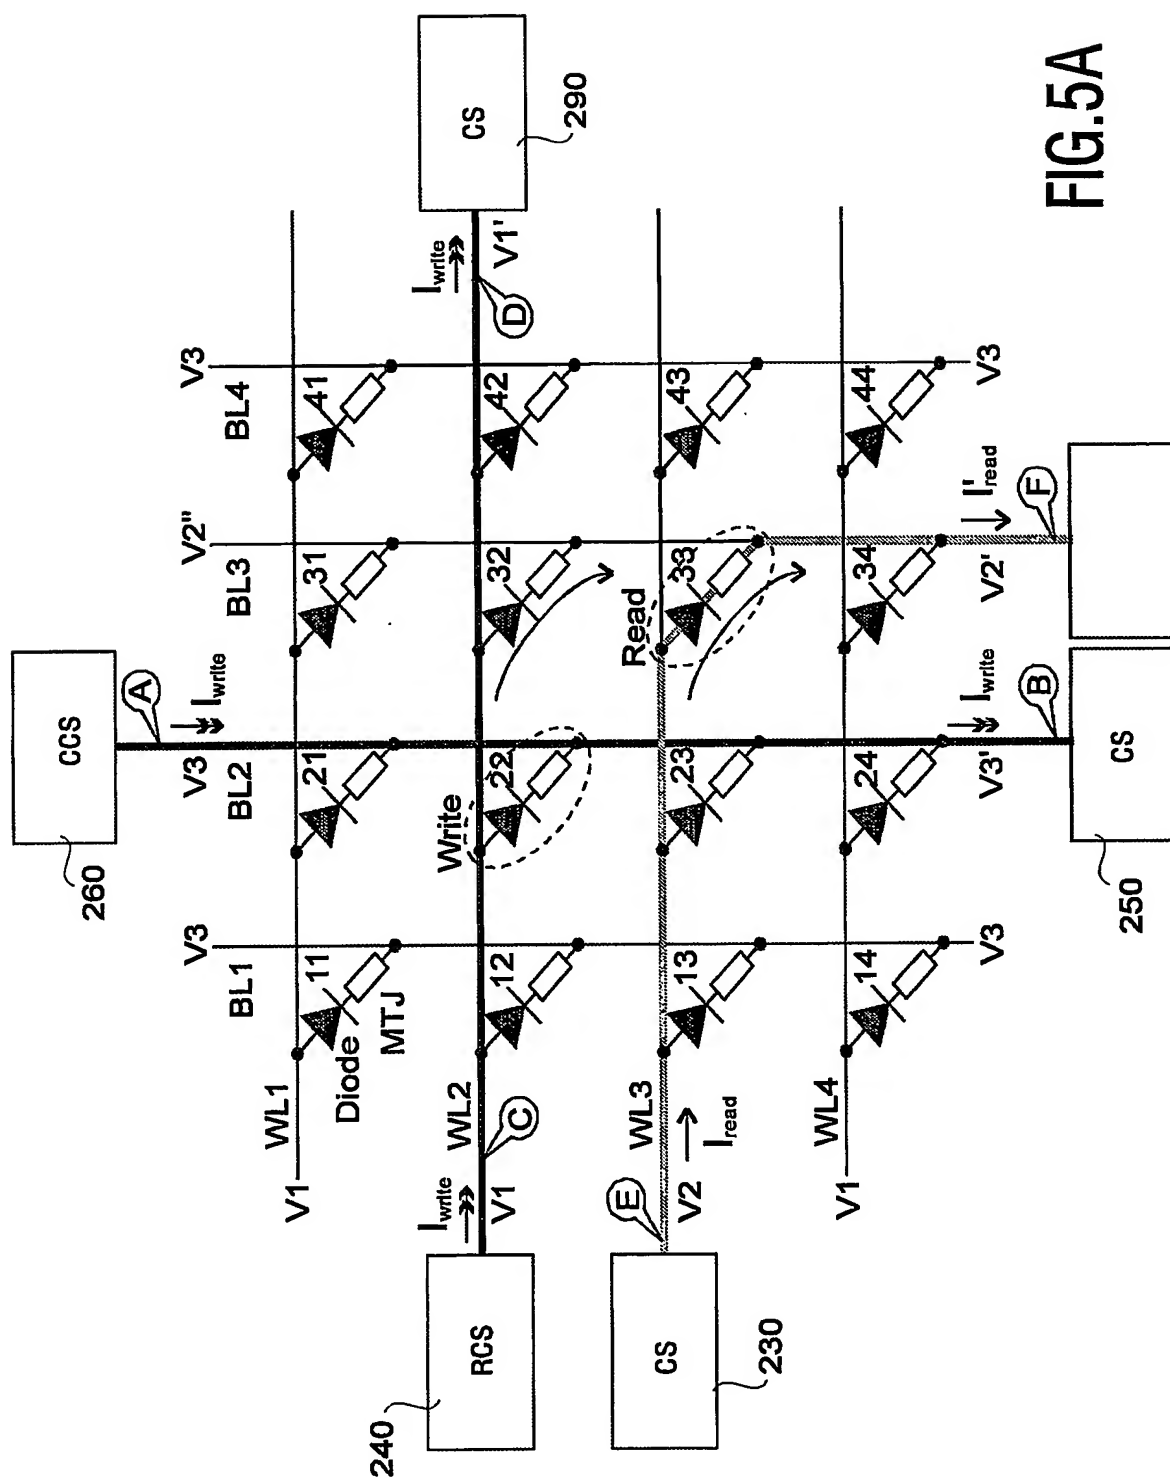 FIG.5A
CCS
260
A
Iwrite
V3
BL2
V3
BL1
V2"
BL3
V3
BL4
WL1
V1
11
Diode
MTJ
21
31
41
RCS
240
Iwrite
V1
WL2
C
12
Write
22
32
42
D
Iwrite
V1'
CS
290
CS
230
E
V2
Iread
WL3
13
23
Read
33
43
WL4
V1
14
24
34
44
V3
V3'
Iwrite
B
CS
250
V2'
I'read
F
V3